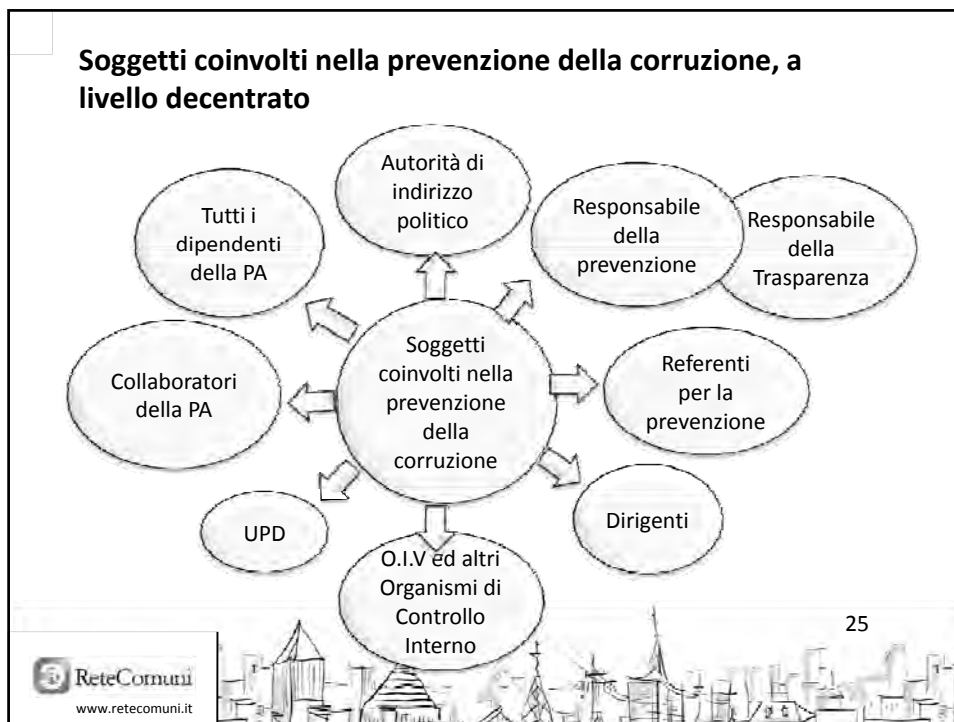 Soggetti coinvolti nella prevenzione della corruzione, a
livello decentrato
Autorità di
indirizzo
politico
Tutti i
dipendenti
della PA
Responsabile
della
prevenzione
Responsabile
della
Trasparenza
Collaboratori
della PA
Soggetti
coinvolti nella
prevenzione
della
corruzione
Referenti
per la
prevenzione
UPD
Dirigenti
O.I.V ed altri
Organismi di
Controllo
Interno
25
ReteComuni
www.retecomuni.it